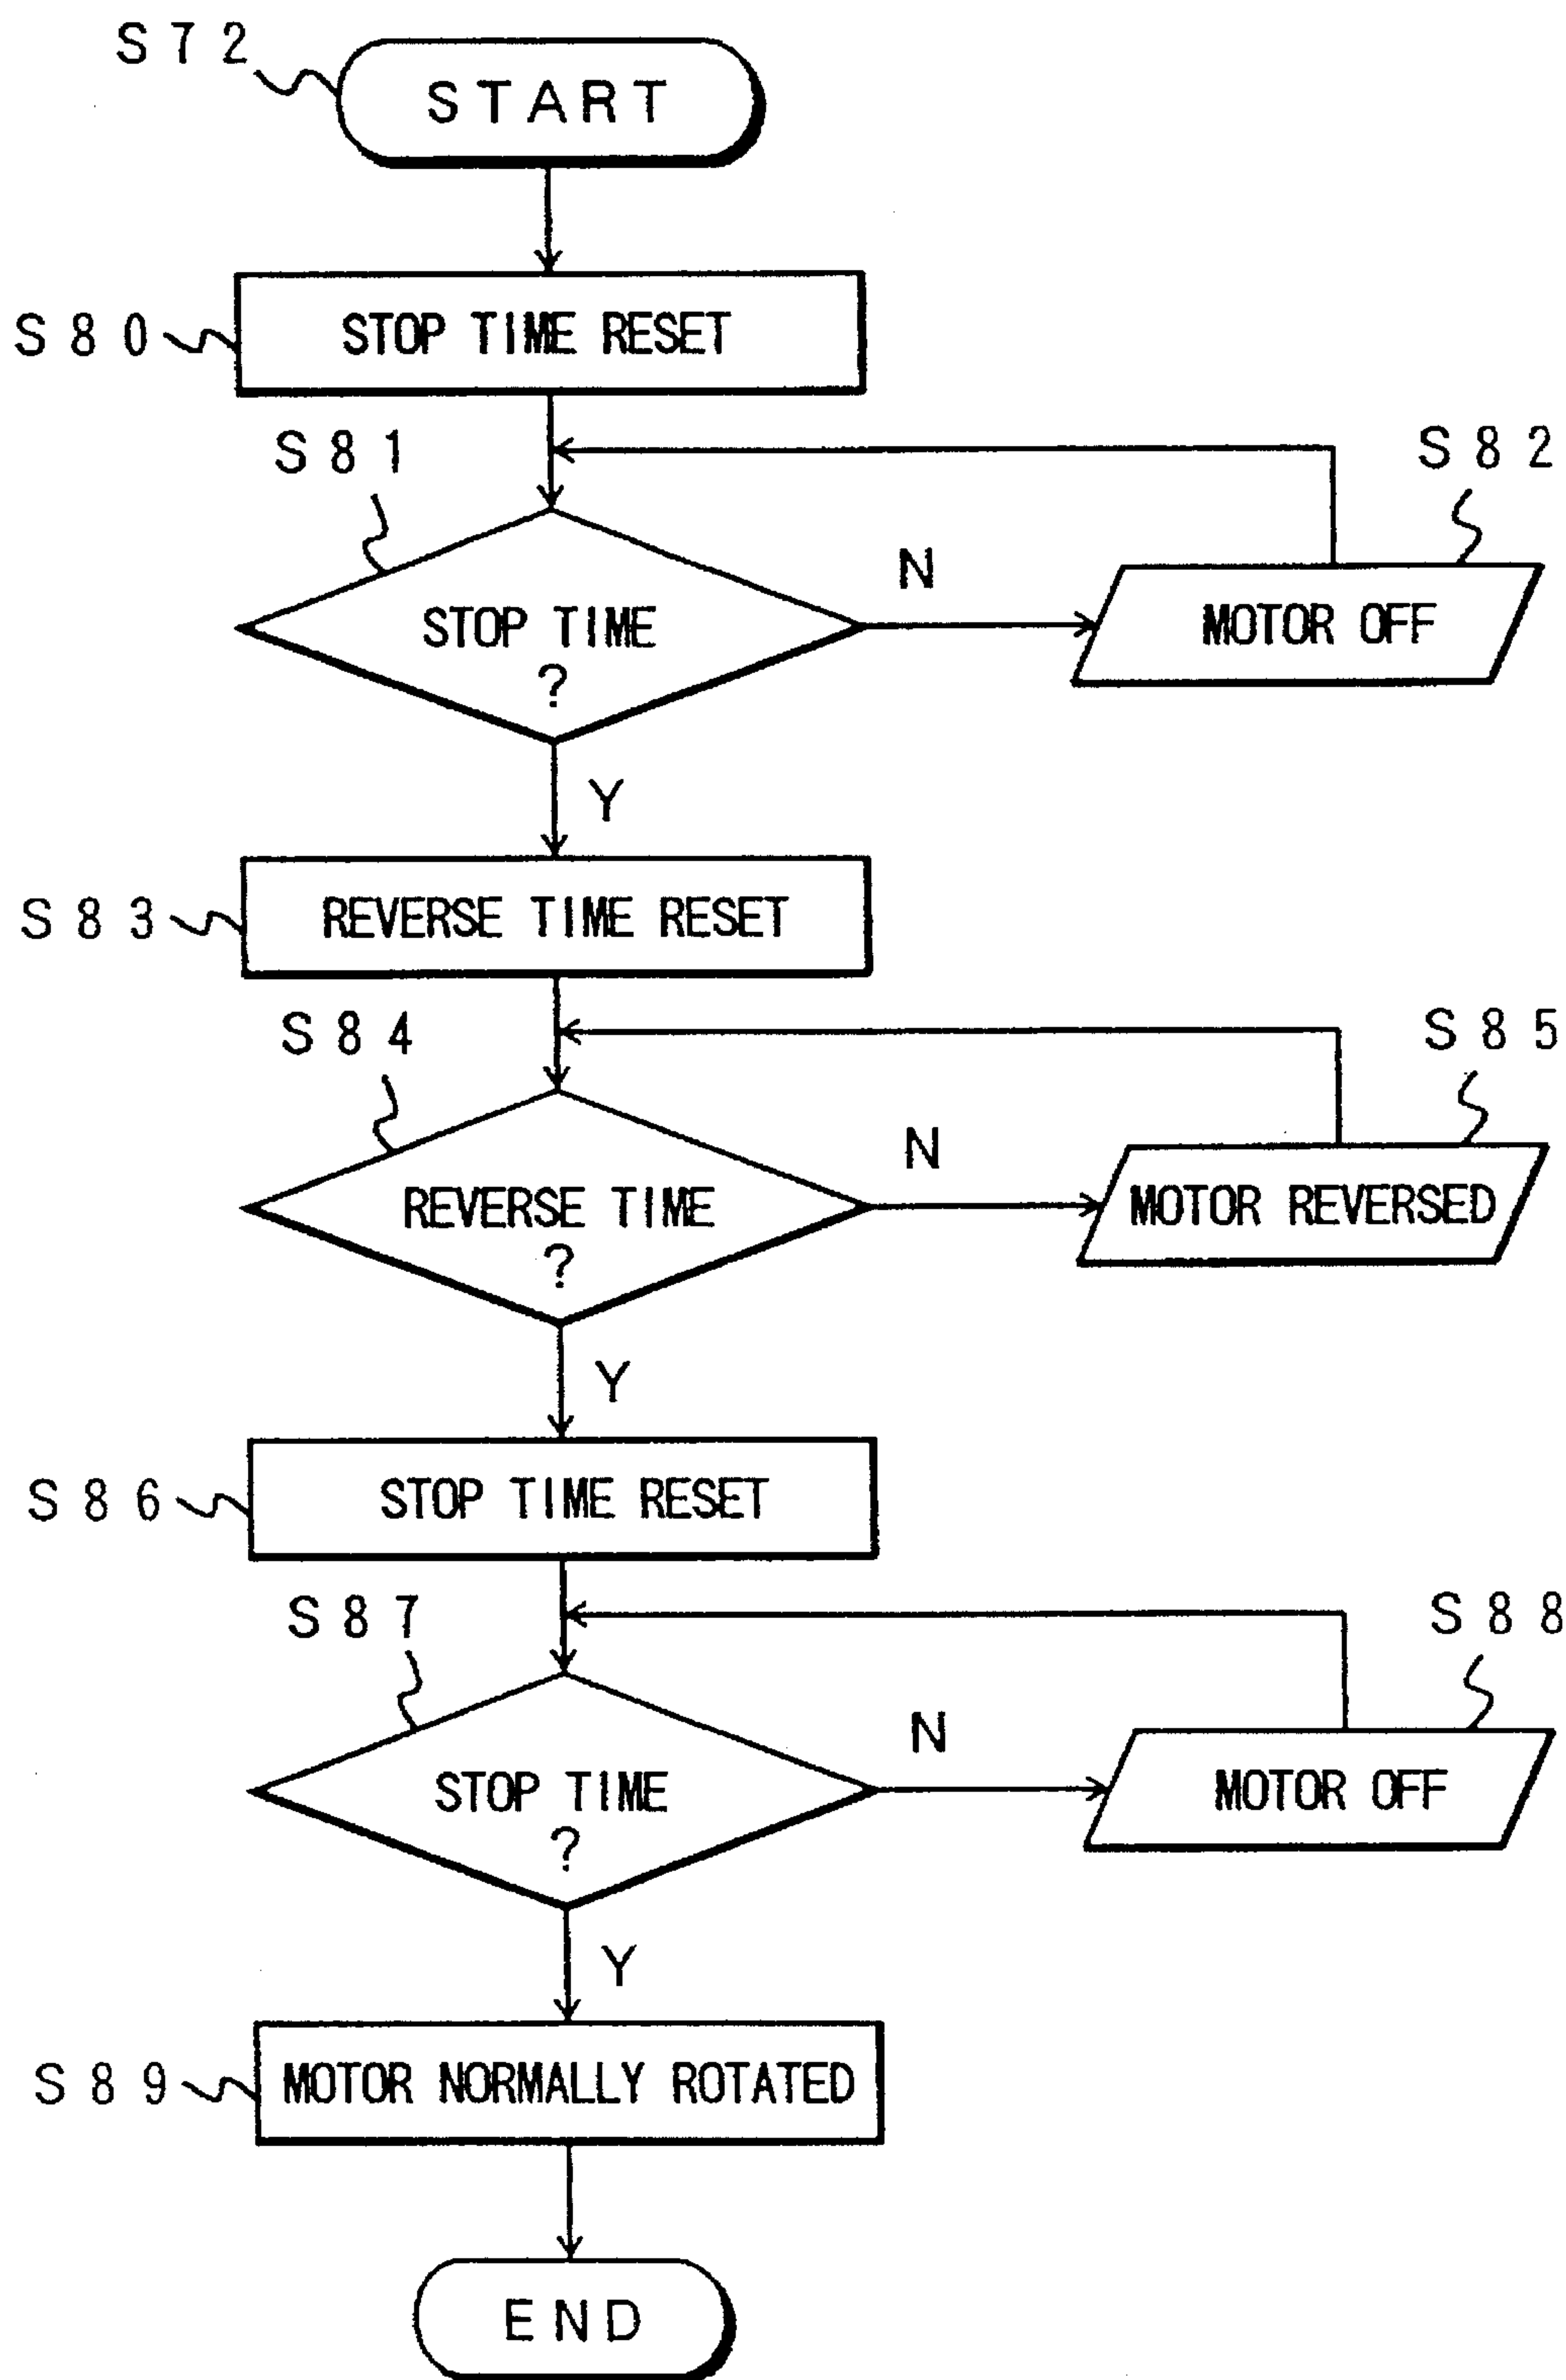 S72
START
S80
STOP TIME RESET
S81
S82
STOP TIME
?
N
MOTOR OFF
Y
S83
REVERSE TIME RESET
S84
S85
REVERSE TIME
?
N
MOTOR REVERSED
Y
S86
STOP TIME RESET
S87
S88
STOP TIME
?
N
MOTOR OFF
Y
S89
MOTOR NORMALLY ROTATED
END